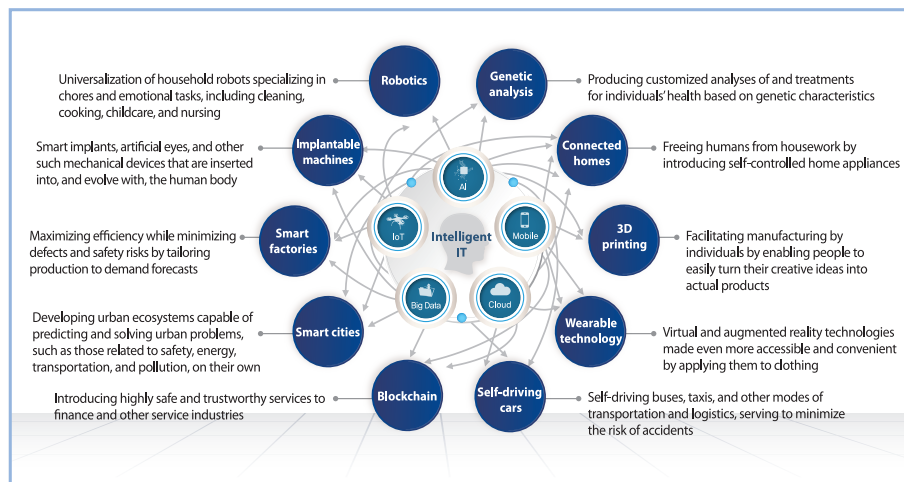 Robotics
Universalization of household robots specializing in
chores and emotional tasks, including cleaning,
cooking, childcare, and nursing
Genetic
analysis
Producing customized analyses of and treatments
for individuals' health based on genetic characteristics
Implantable
machines
Smart implants, artificial eyes, and other
such mechanical devices that are inserted
into, and evolve with, the human body
Connected
homes
Freeing humans from housework by
introducing self-controlled home appliances
Smart
factories
Maximizing efficiency while minimizing
defects and safety risks by tailoring
production to demand forecasts
3D
printing
Facilitating manufacturing by
individuals by enabling people to
easily turn their creative ideas into
actual products
AI
IoT
Intelligent
IT
Mobile
Big Data
Cloud
Smart cities
Developing urban ecosystems capable of
predicting and solving urban problems,
such as those related to safety, energy,
transportation, and pollution, on their own
Wearable
technology
Virtual and augmented reality technologies
made even more accessible and convenient
by applying them to clothing
Blockchain
Introducing highly safe and trustworthy services to
finance and other service industries
Self-driving
cars
Self-driving buses, taxis, and other modes of
transportation and logistics, serving to minimize
the risk of accidents